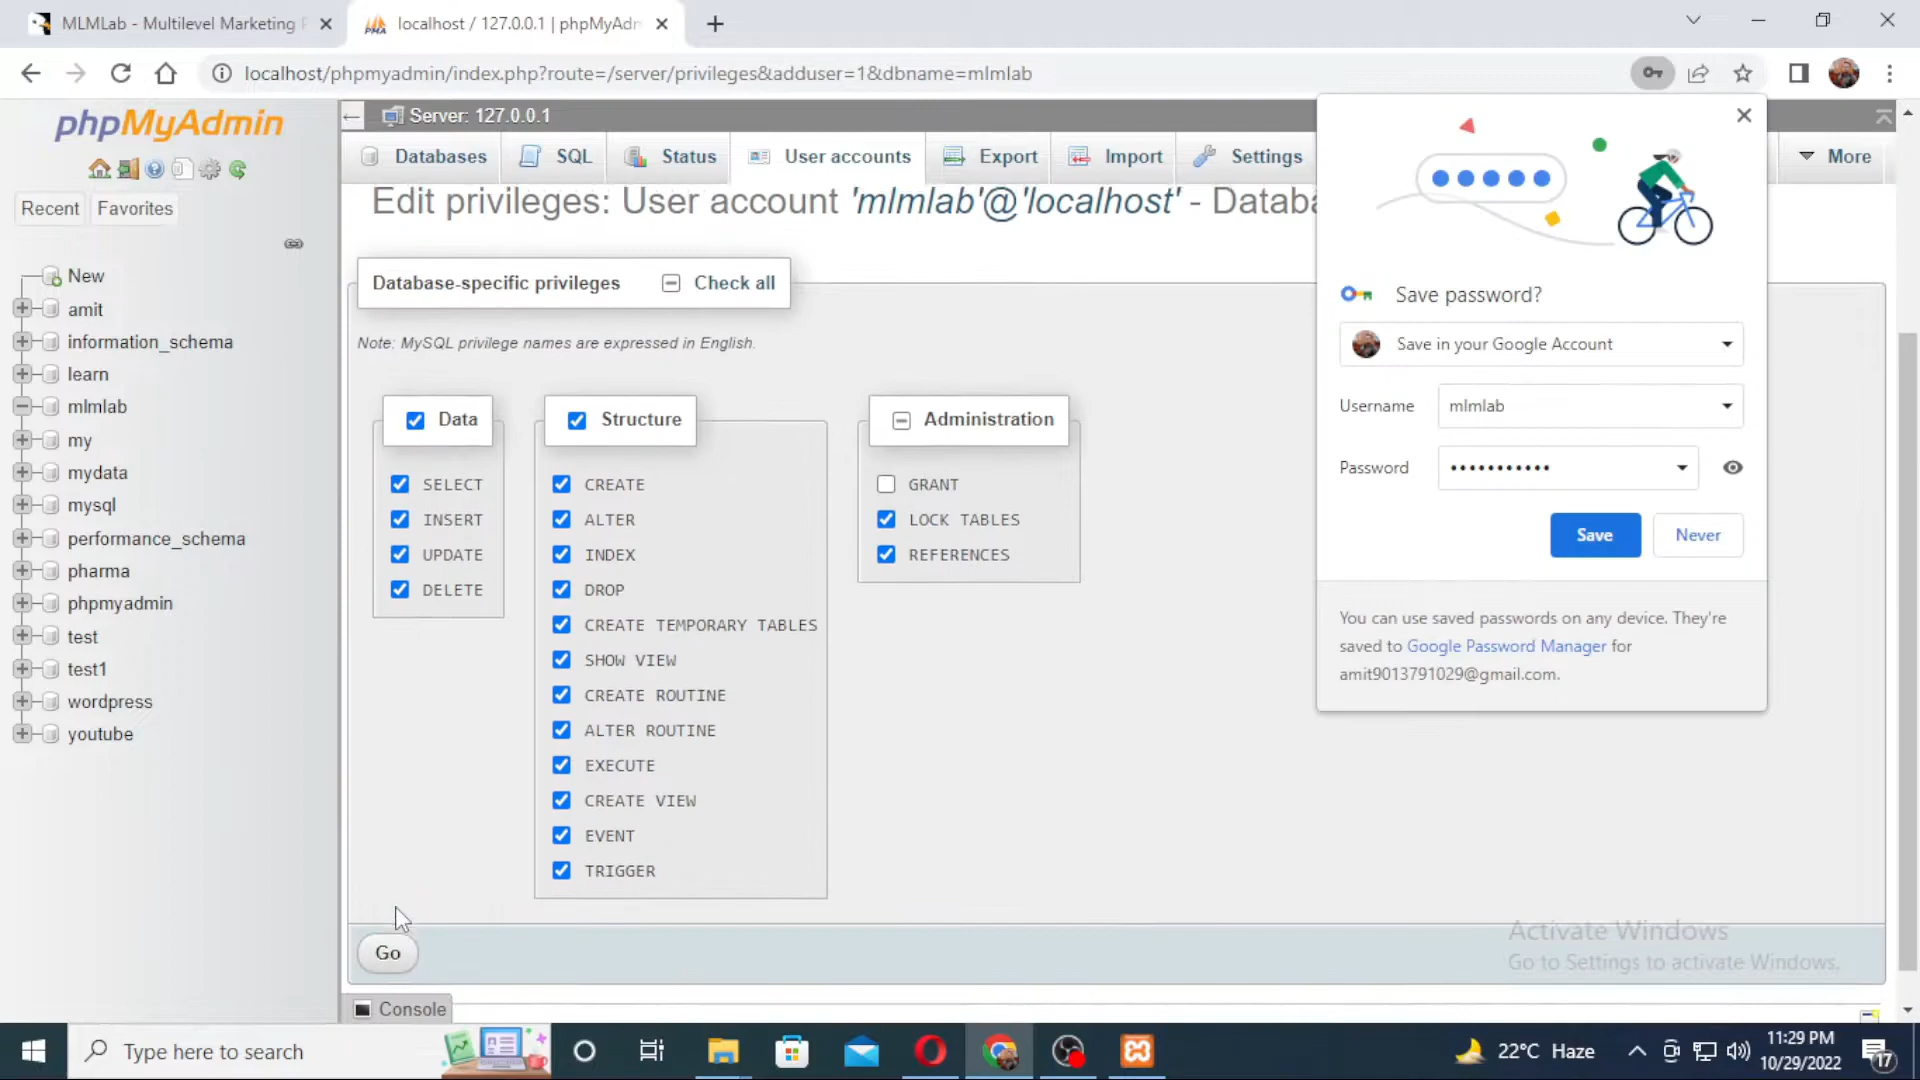 MLMLab - Multilevel Marketing
localhost / 127.0.0.1 | phpMyAdm
localhost/phpmyadmin/index.php?route=/server/privileges&adduser=1&dbname=mlmlab
phpMyAdmin
Recent
Favorites
New
amit
information_schema
learn
mlmlab
my
mydata
mysql
performance_schema
pharma
phpmyadmin
test
test1
wordpress
youtube
Server: 127.0.0.1
Databases
SQL
Status
User accounts
Export
Import
Settings
More
Edit privileges: User account 'mlmlab'@'localhost' - Databa
Database-specific privileges
Check all
Note: MySQL privilege names are expressed in English.
Data
SELECT
INSERT
UPDATE
DELETE
Structure
CREATE
ALTER
INDEX
DROP
CREATE TEMPORARY TABLES
SHOW VIEW
CREATE ROUTINE
ALTER ROUTINE
EXECUTE
CREATE VIEW
EVENT
TRIGGER
Administration
GRANT
LOCK TABLES
REFERENCES
Go
Console
Save password?
Save in your Google Account
Username
mlmlab
Password
•••••••••••
Save
Never
You can use saved passwords on any device. They're
saved to Google Password Manager for
amit9013791029@gmail.com.
Activate Windows
Go to Settings to activate Windows.
Type here to search
22°C Haze
11:29 PM
10/29/2022
17